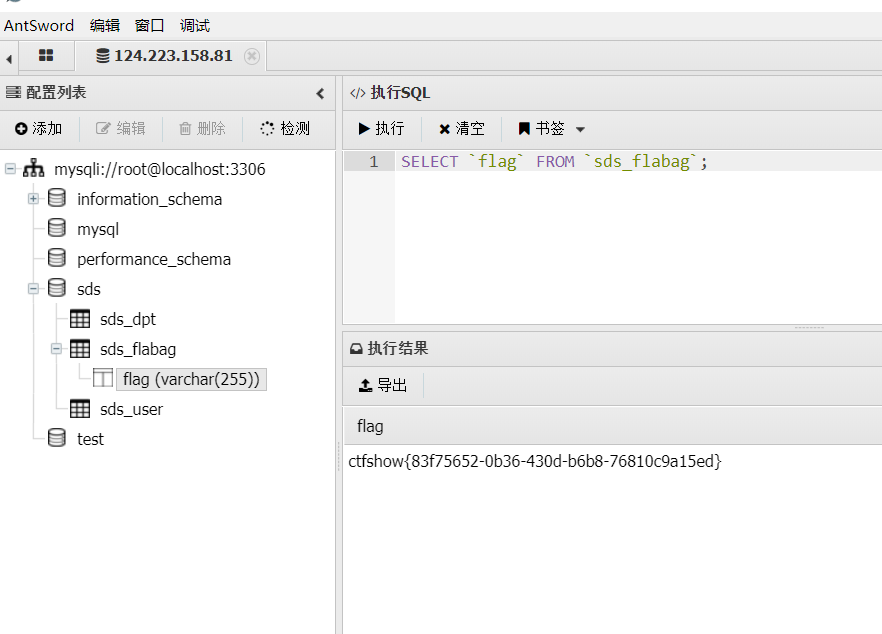 AntSword 编辑 窗口 调试
124.223.158.81
配置列表
添加 编辑 删除 检测
mysqli://root@localhost:3306
information_schema
mysql
performance_schema
sds
sds_dpt
sds_flabag
flag (varchar(255))
sds_user
test
</> 执行SQL
执行 清空 书签
1 SELECT `flag` FROM `sds_flabag`;
执行结果
导出
flag
ctfshow{83f75652-0b36-430d-b6b8-76810c9a15ed}